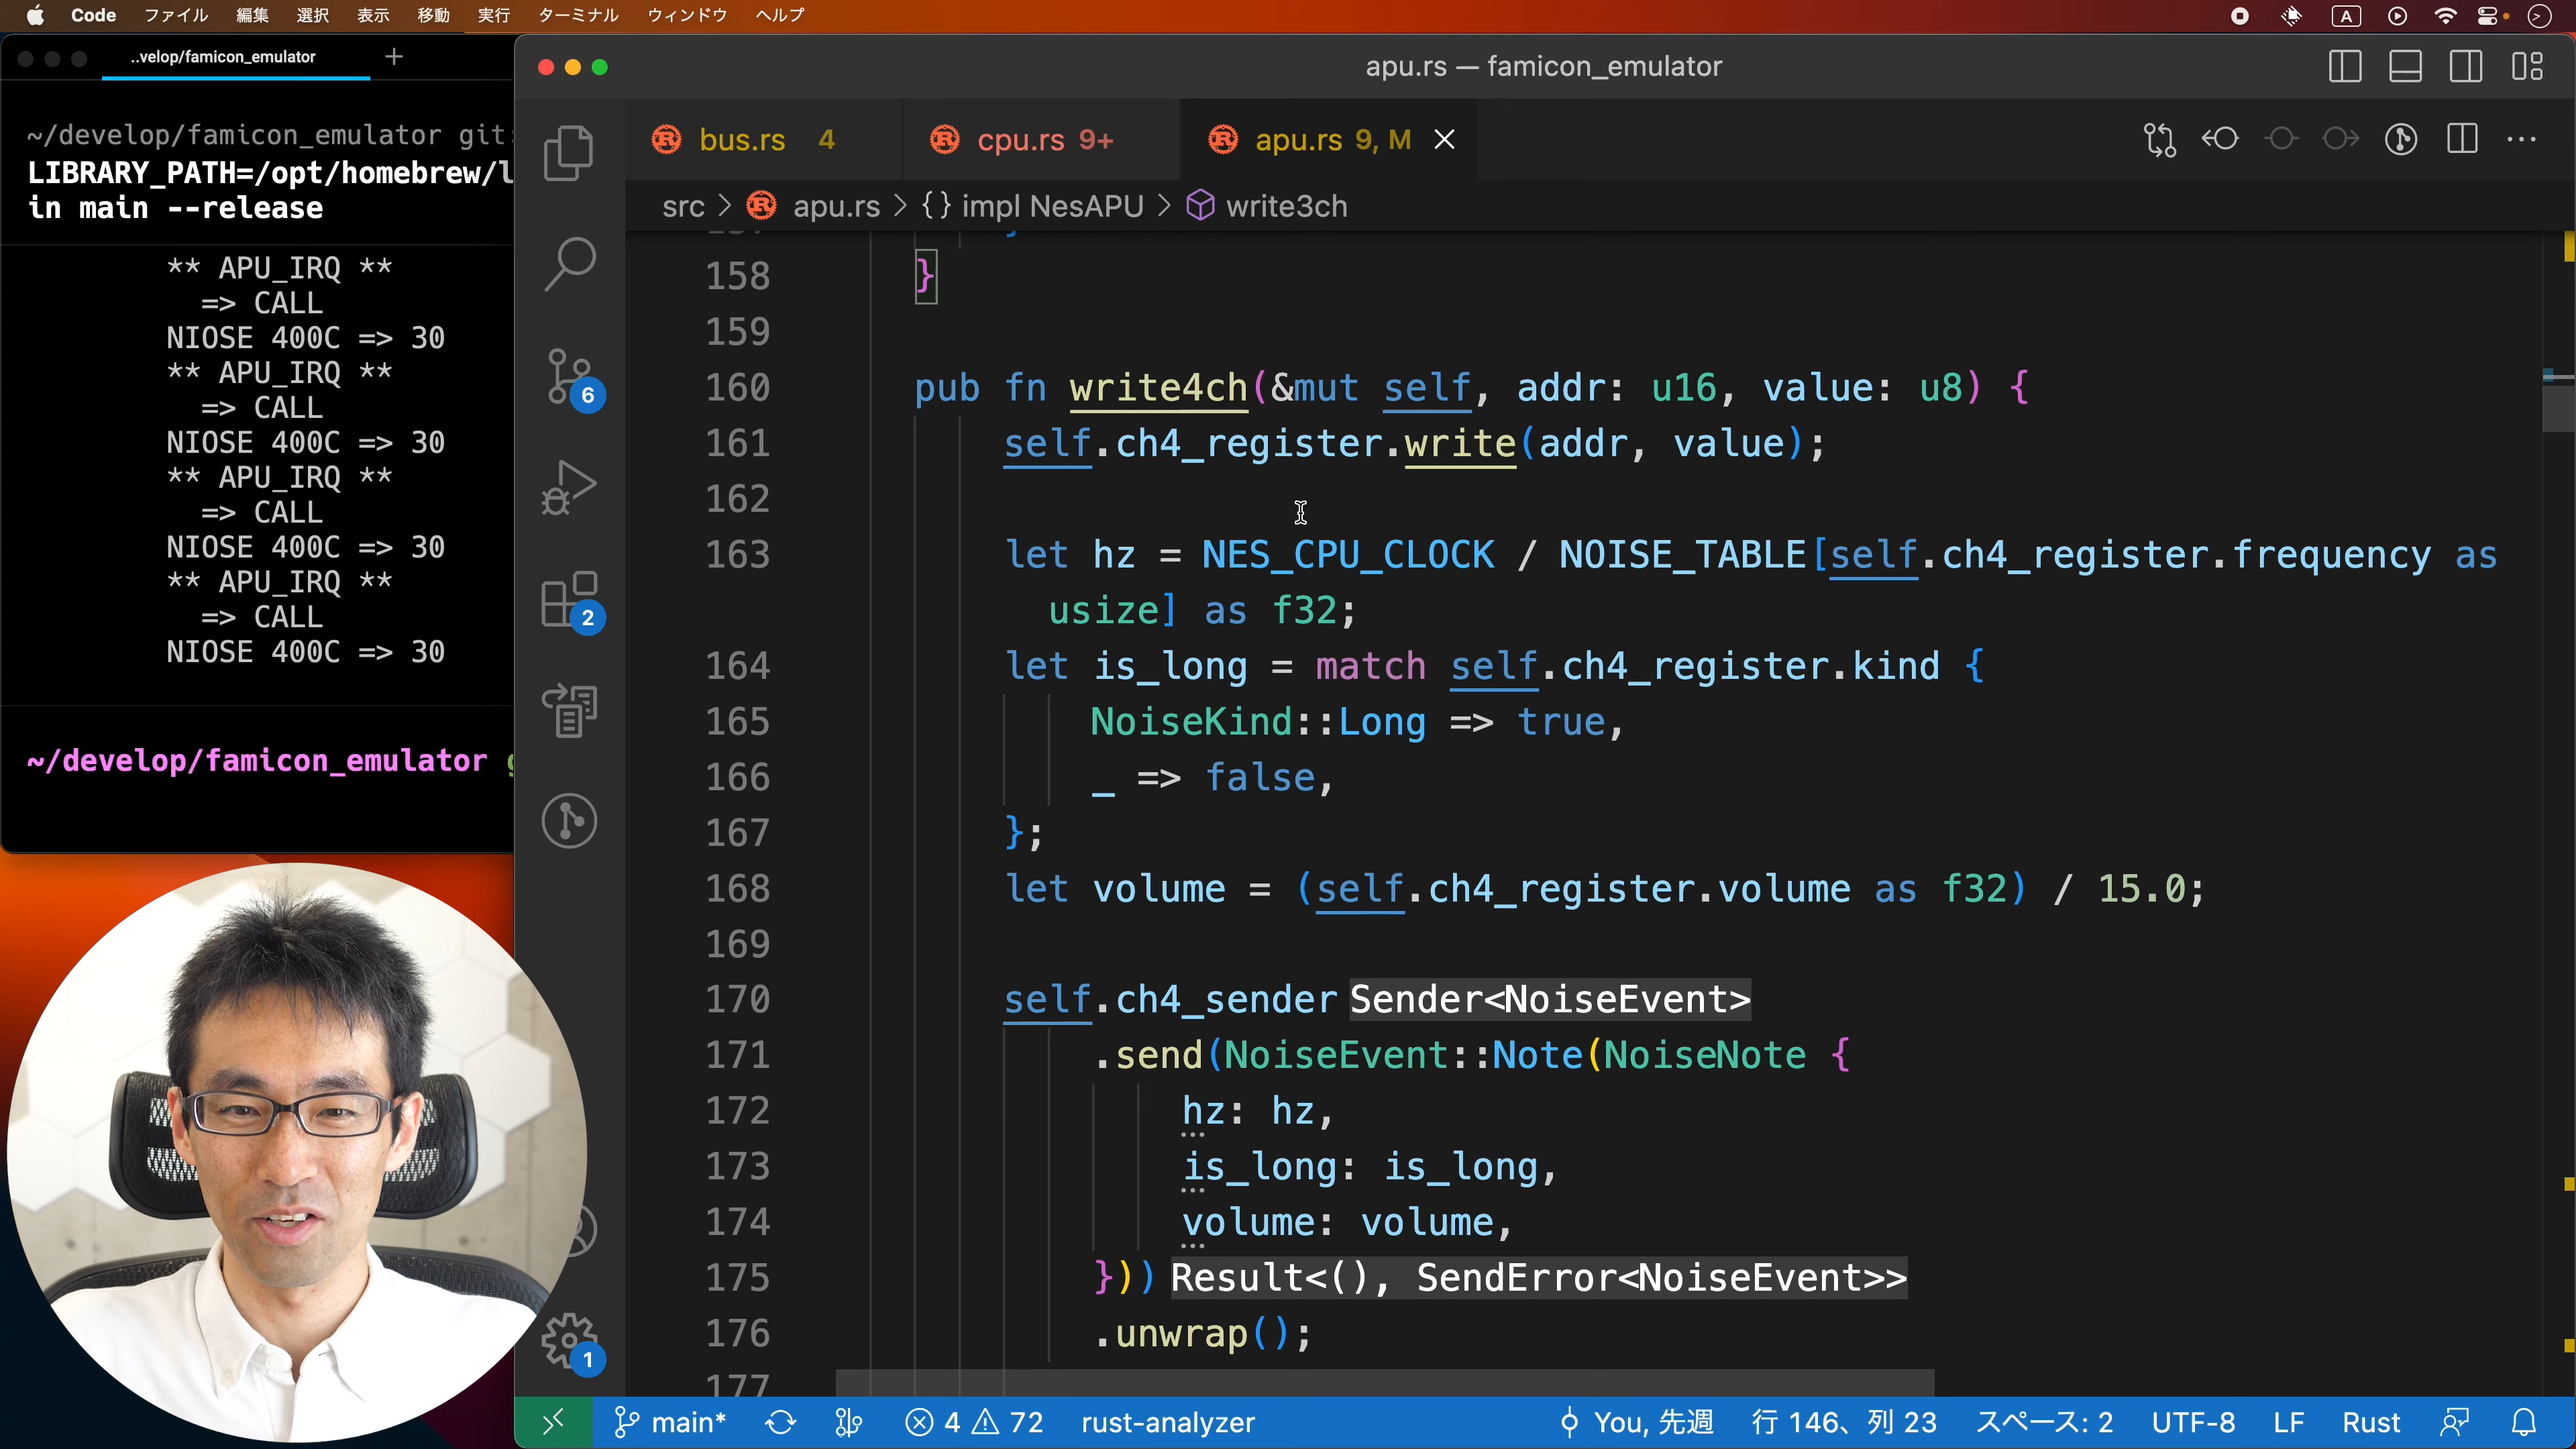 Code ファイル 編集 選択 表示 移動 実行 ターミナル ウィンドウ ヘルプ
A
..velop/famicon_emulator +
~/develop/famicon_emulator git:
LIBRARY_PATH=/opt/homebrew/l
in main --release
** APU_IRQ **
=> CALL
NIOSE 400C => 30
** APU_IRQ **
=> CALL
NIOSE 400C => 30
** APU_IRQ **
=> CALL
NIOSE 400C => 30
** APU_IRQ **
=> CALL
NIOSE 400C => 30
~/develop/famicon_emulator
apu.rs — famicon_emulator
bus.rs 4
cpu.rs 9+
apu.rs 9, M
src > apu.rs > {} impl NesAPU > write3ch
6
2
1
158 }
159
160 pub fn write4ch(&mut self, addr: u16, value: u8) {
161 self.ch4_register.write(addr, value);
162
163 let hz = NES_CPU_CLOCK / NOISE_TABLE[self.ch4_register.frequency as
usize] as f32;
164 let is_long = match self.ch4_register.kind {
165 NoiseKind::Long => true,
166 _ => false,
167 };
168 let volume = (self.ch4_register.volume as f32) / 15.0;
169
170 self.ch4_sender Sender<NoiseEvent>
171 .send(NoiseEvent::Note(NoiseNote {
172 hz: hz,
173 is_long: is_long,
174 volume: volume,
175 })) Result<(), SendError<NoiseEvent>>
176 .unwrap();
177
main* 4 72 rust-analyzer You, 先週 行 146、列 23 スペース: 2 UTF-8 LF Rust